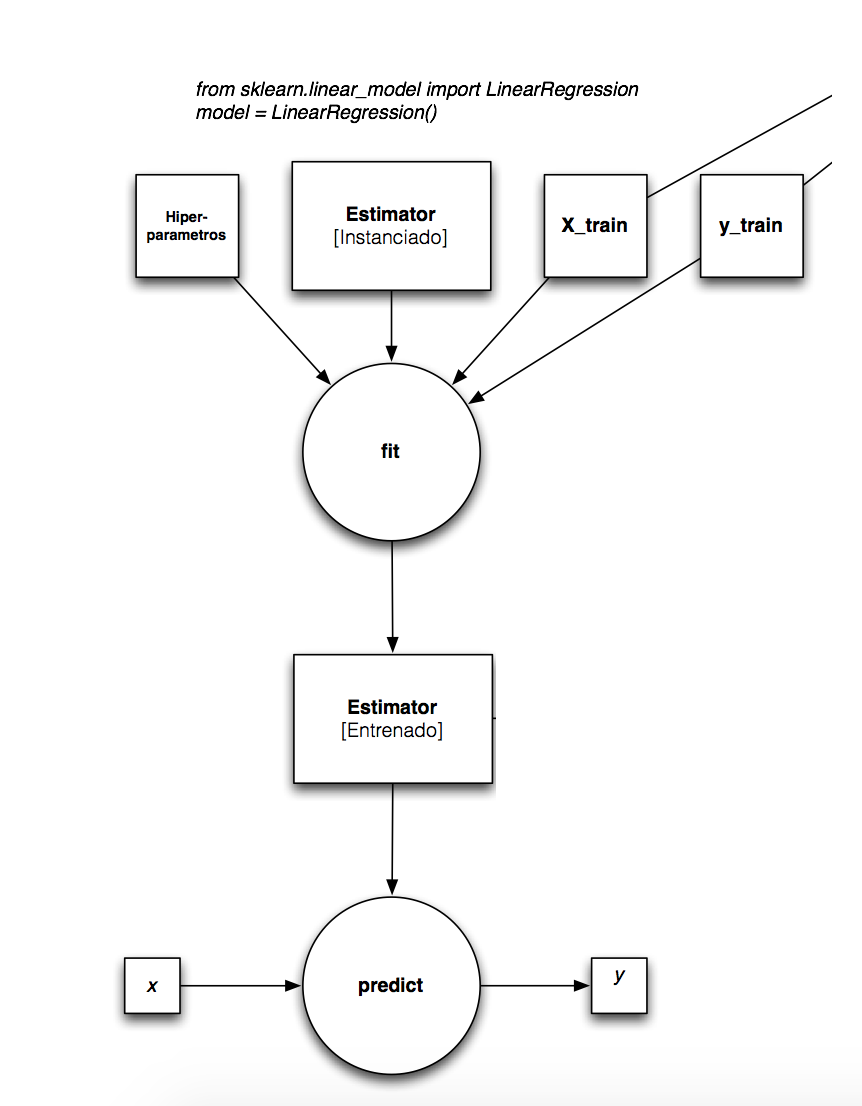 from sklearn.linear_model import LinearRegression
model = LinearRegression()
Hiper-
parametros
Estimator
[Instanciado]
X_train
y_train
fit
Estimator
[Entrenado]
x
predict
y